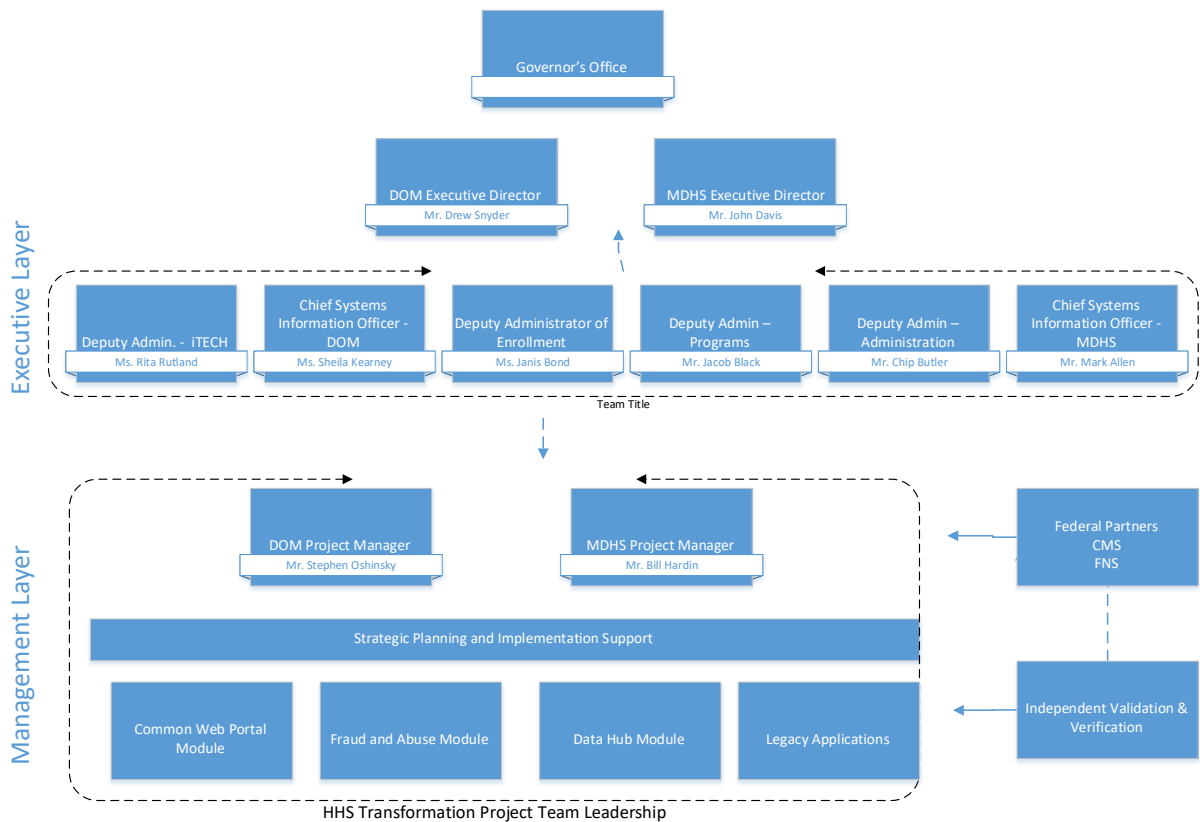 Governor's Office
DOM Executive Director
Mr. Drew Snyder
MDHS Executive Director
Mr. John Davis
Executive Layer
Deputy Admin. - iTECH
Ms. Rita Rutland
Chief Systems
Information Officer -
DOM
Ms. Sheila Kearney
Deputy Administrator of
Enrollment
Ms. Janis Bond
Deputy Admin –
Programs
Mr. Jacob Black
Deputy Admin –
Administration
Mr. Chip Butler
Chief Systems
Information Officer -
MDHS
Mr. Mark Allen
Team Title
Management Layer
DOM Project Manager
Mr. Stephen Oshinsky
MDHS Project Manager
Mr. Bill Hardin
Federal Partners
CMS
FNS
Strategic Planning and Implementation Support
Common Web Portal
Module
Fraud and Abuse Module
Data Hub Module
Legacy Applications
Independent Validation &
Verification
HHS Transformation Project Team Leadership